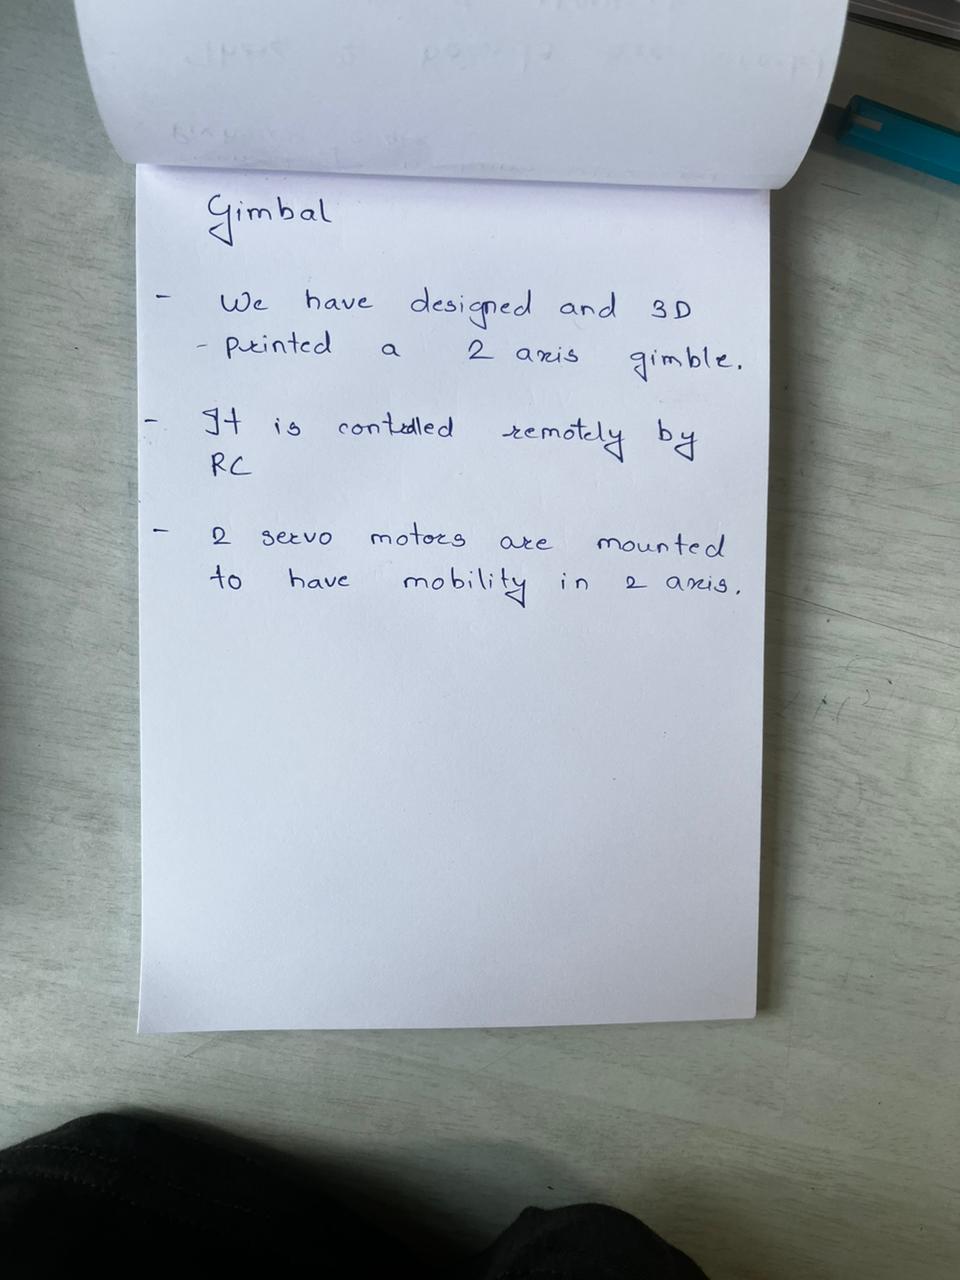 Gimbal
- We have designed and 3D
- printed a 2 axis gimble.
- It is controlled remotely by
RC
- 2 servo motors are mounted
to have mobility in 2 axis.